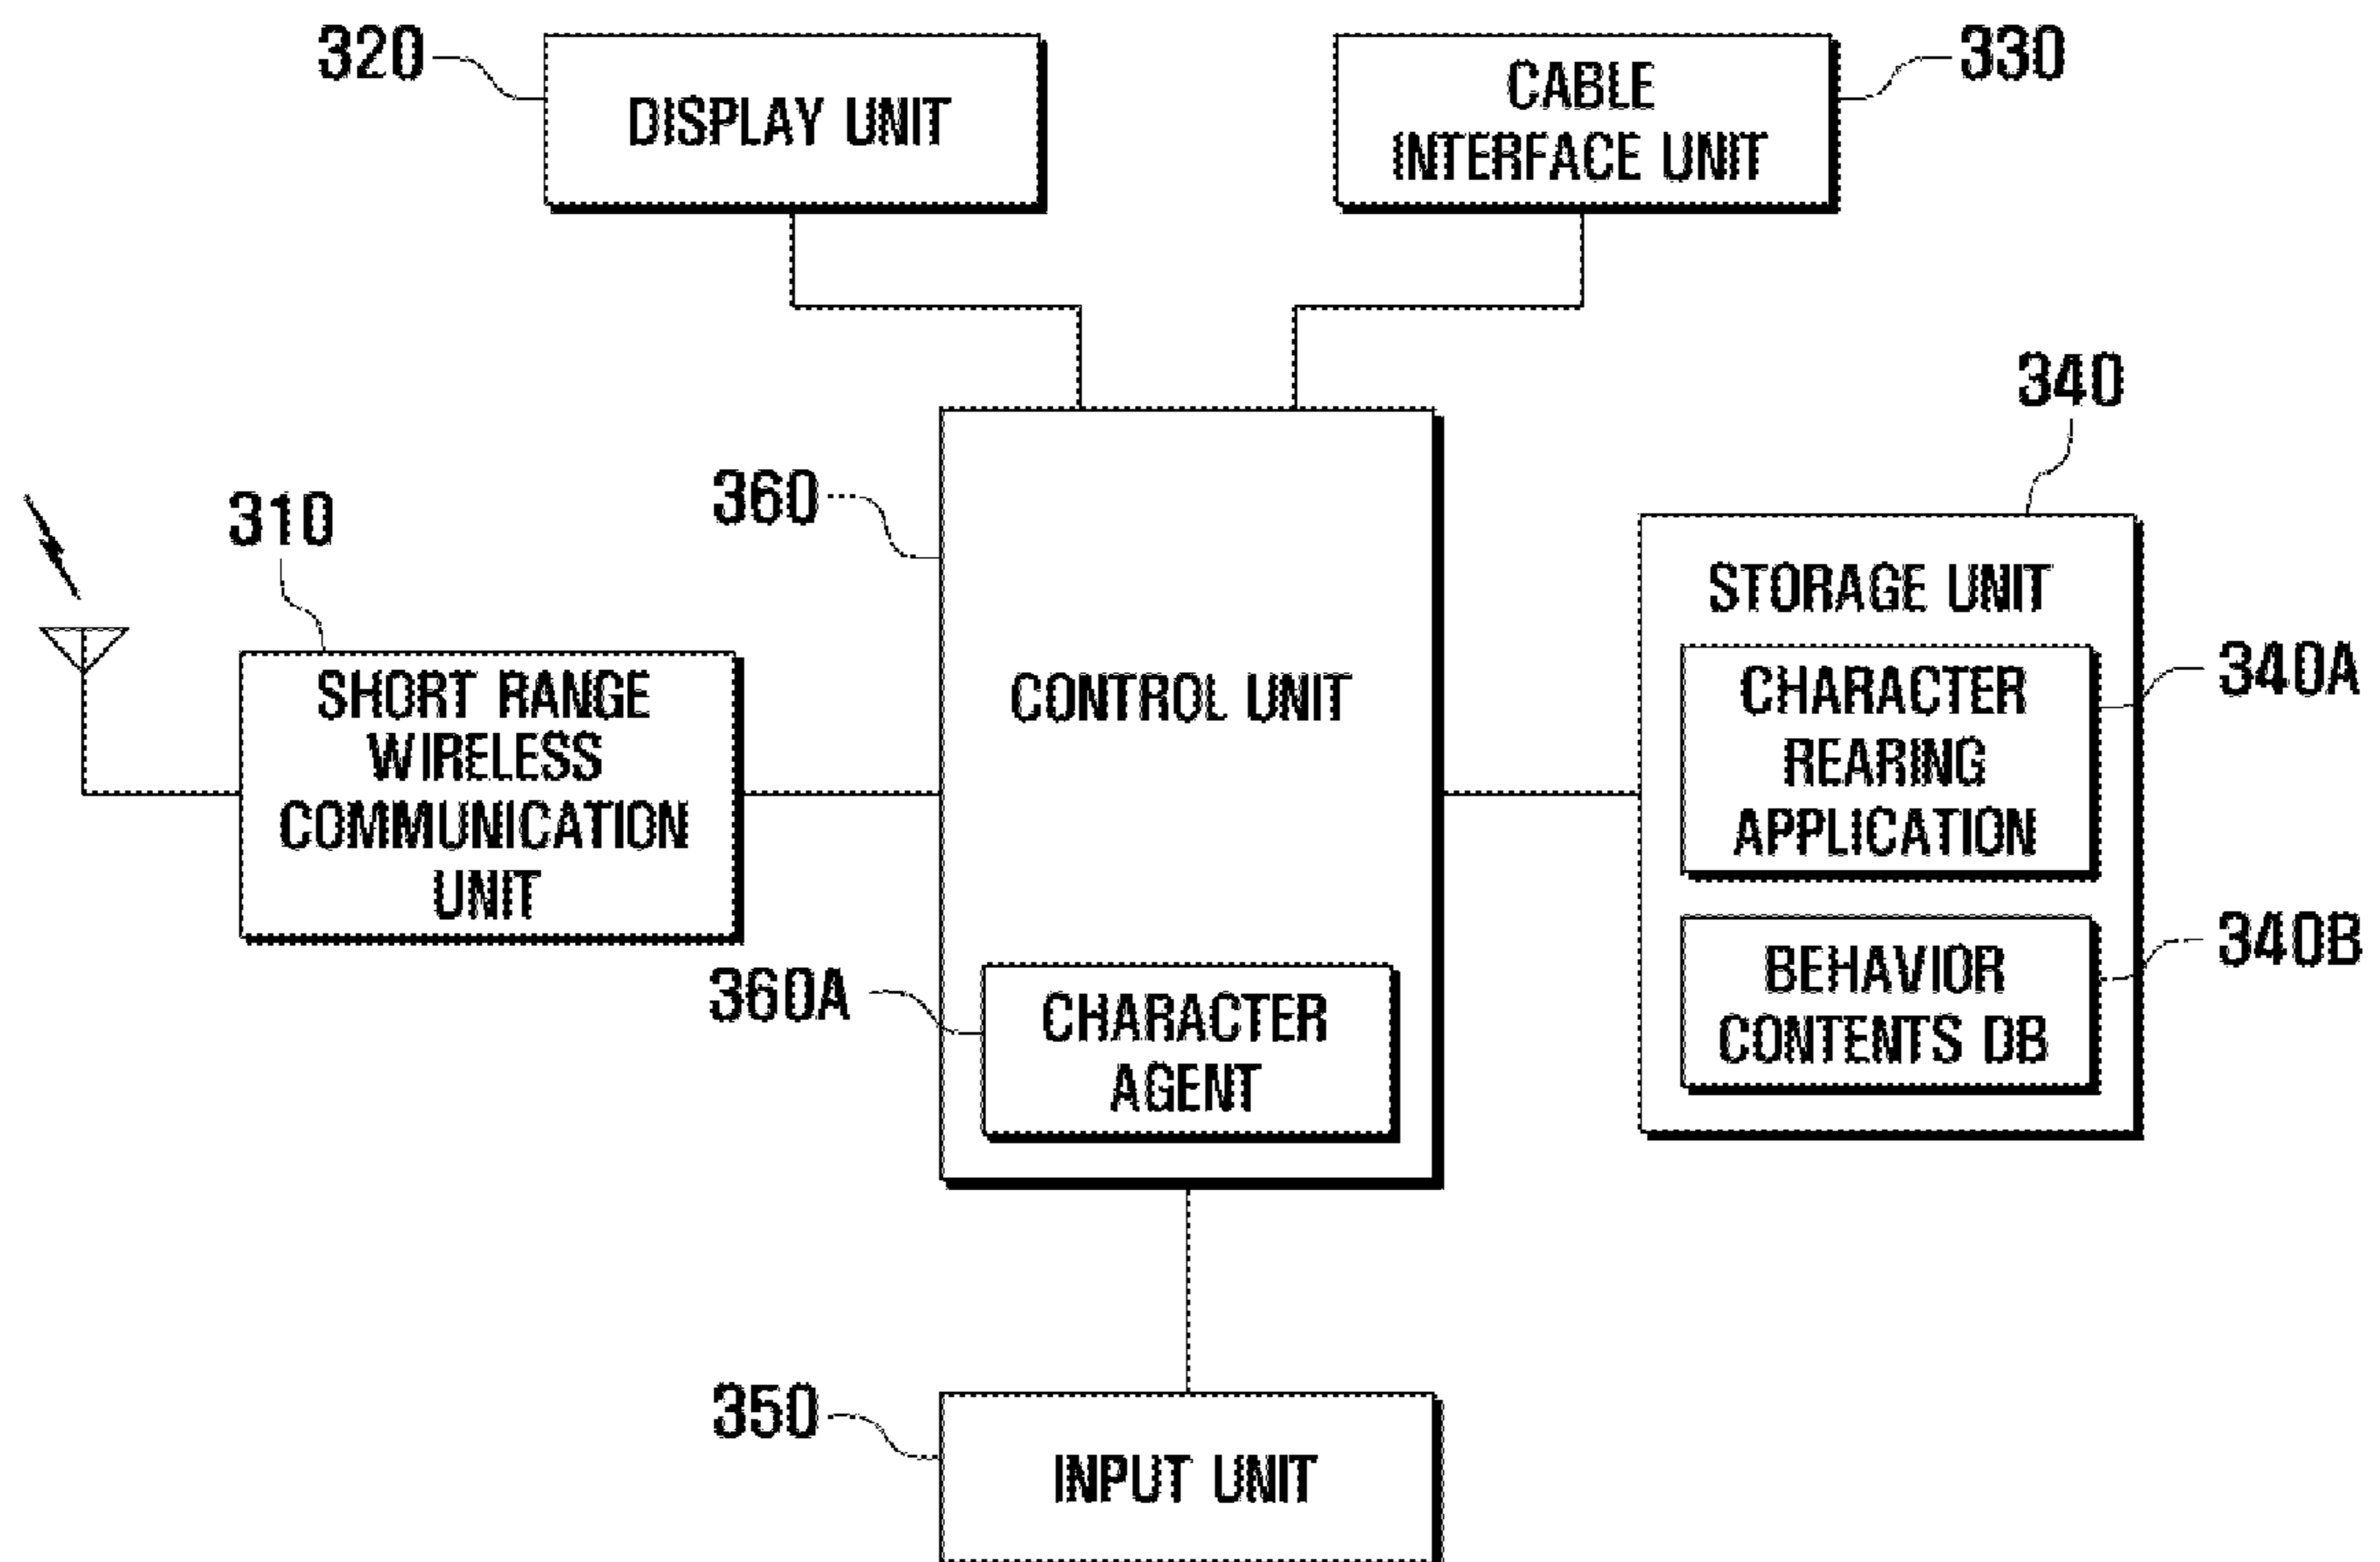 320
DISPLAY UNIT
CABLE
INTERFACE UNIT
330
340
360
310
STORAGE UNIT
SHORT RANGE
WIRELESS
COMMUNICATION
UNIT
CONTROL UNIT
CHARACTER
REARING
APPLICATION
340A
360A
CHARACTER
AGENT
BEHAVIOR
CONTENTS DB
340B
350
INPUT UNIT